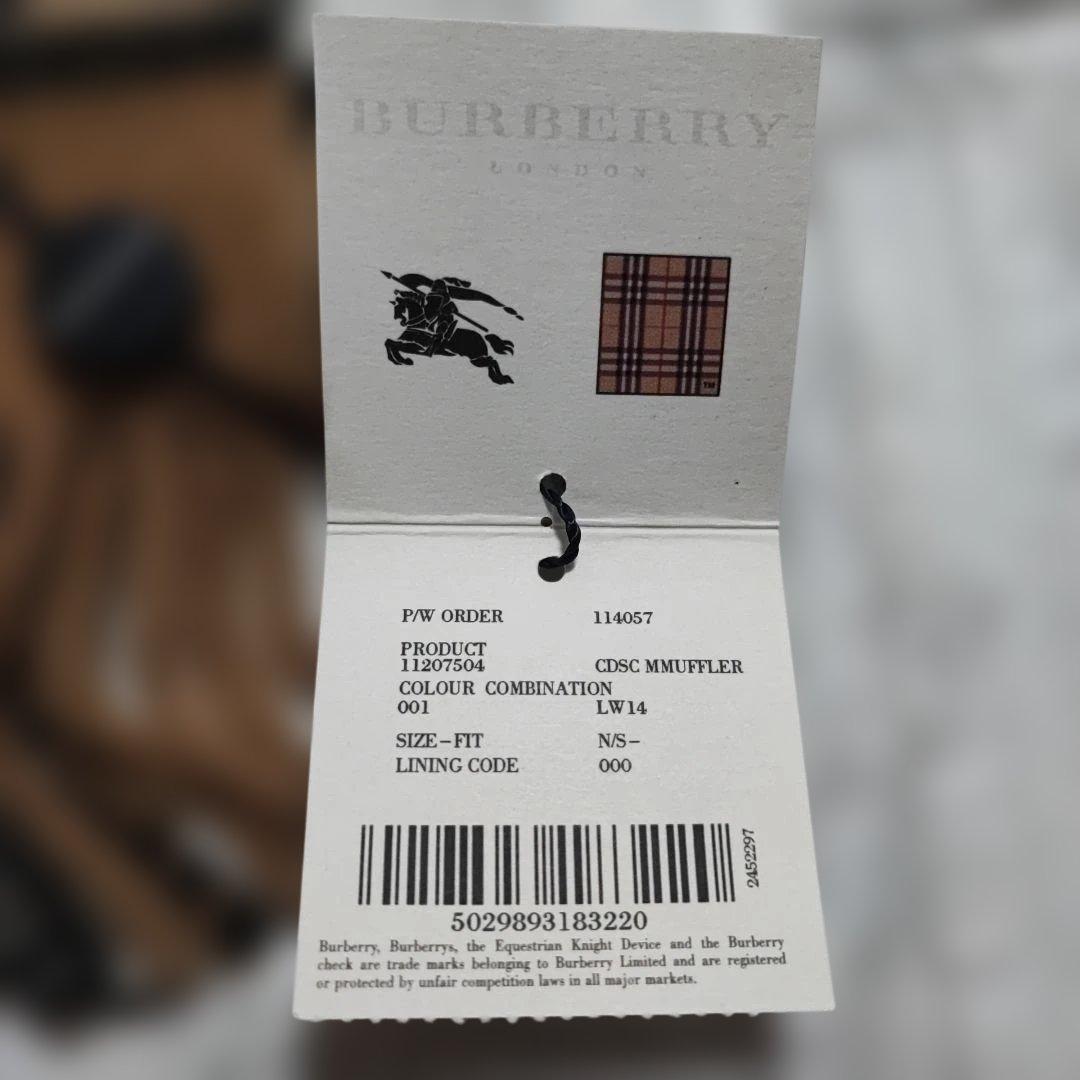 BURBERRY
LONDON
TM
P/W ORDER 114057
PRODUCT
11207504 CDSC MMUFFLER
COLOUR COMBINATION
001 LW14
SIZE-FIT N/S-
LINING CODE 000
2452297
5029893183220
Burberry, Burberrys, the Equestrian Knight Device and the Burberry
check are trade marks belonging to Burberry Limited and are registered
or protected by unfair competition laws in all major markets.